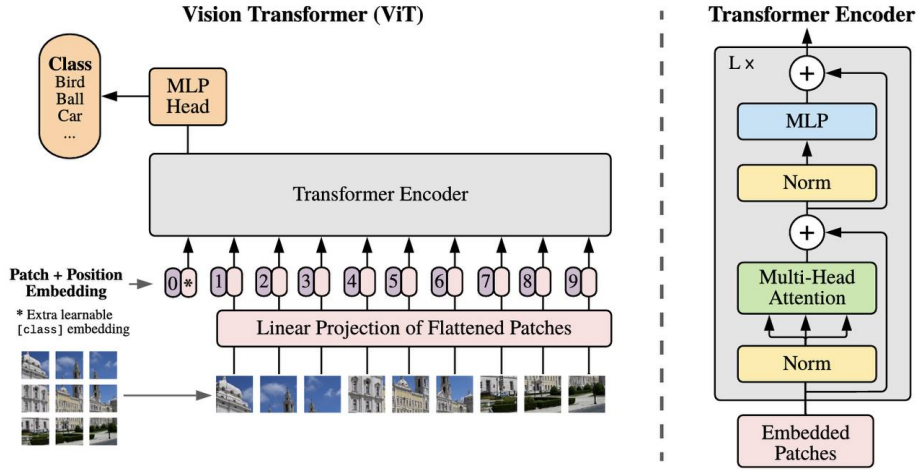 Vision Transformer (ViT)
Class
Bird
Ball
Car
...
MLP
Head
Transformer Encoder
Patch + Position
Embedding
0 *
1
2
3
4
5
6
7
8
9
* Extra learnable
[class] embedding
Linear Projection of Flattened Patches
Transformer Encoder
L ×
+
MLP
Norm
+
Multi-Head
Attention
Norm
Embedded
Patches